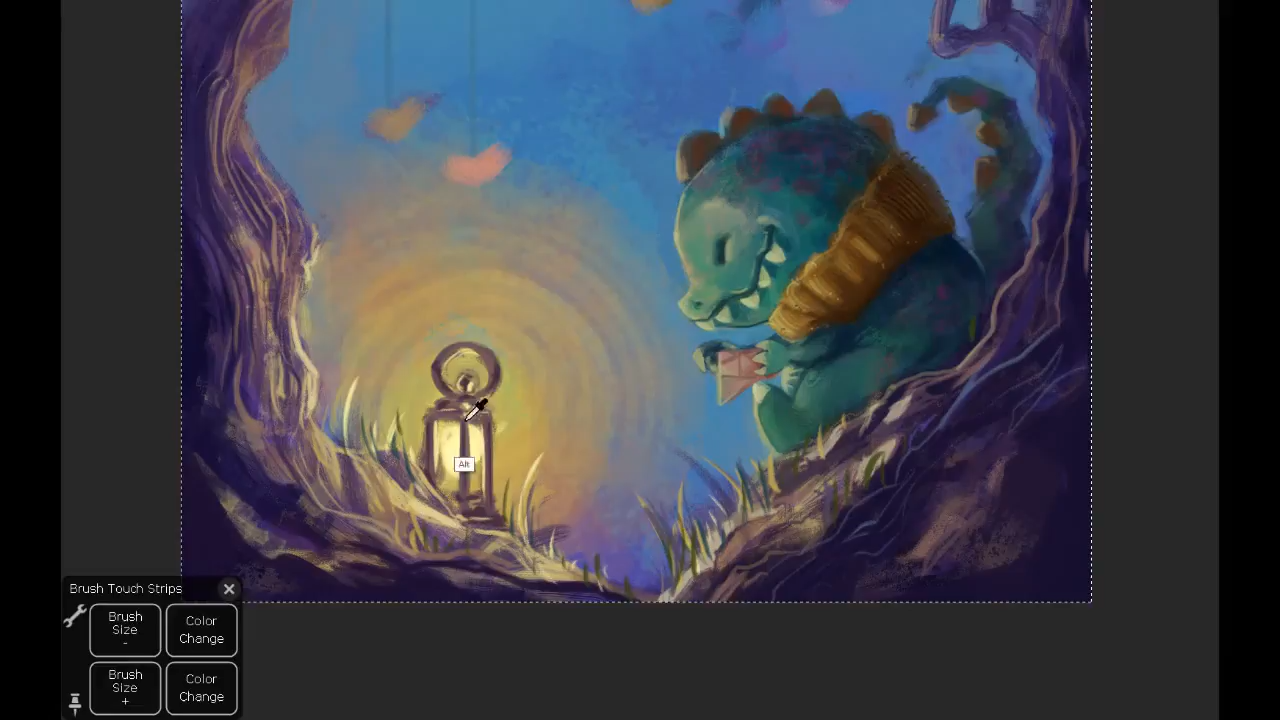 Alt
Brush Touch Strips
Brush
Size
-
Color
Change
Brush
Size
+
Color
Change